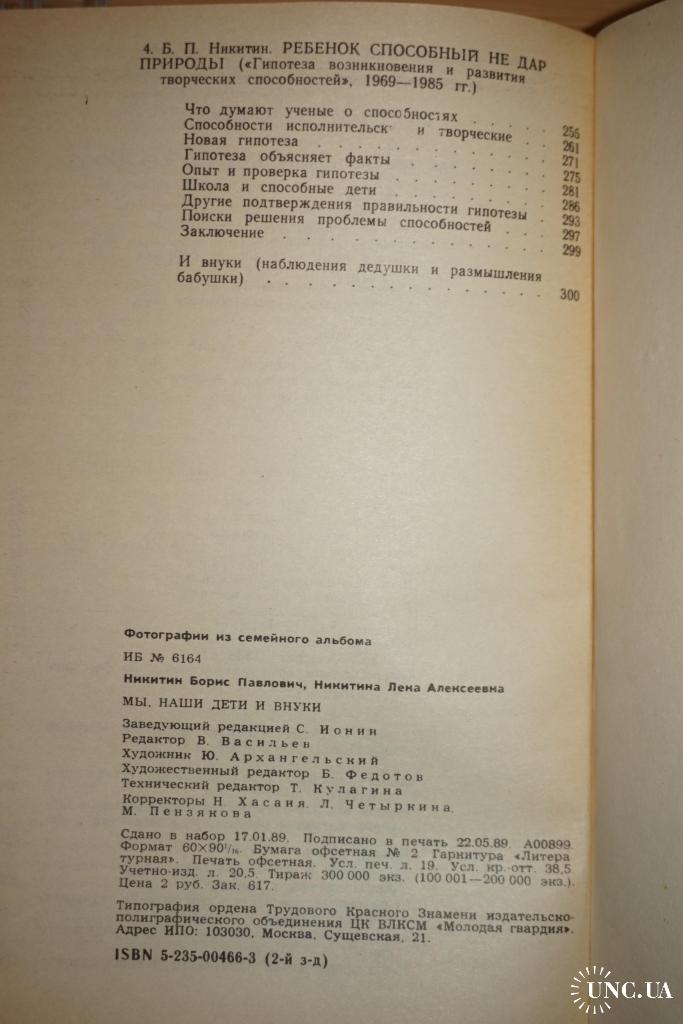 4. Б. П. Никитин. РЕБЕНОК СПОСОБНЫЙ НЕ ДАР
ПРИРОДЫ («Гипотеза возникновения и развития
творческих способностей», 1969—1985 гг.)
Что думают ученые о способностях . . . . 255
Способности исполительск и творческие . . 261
Новая гипотеза . . . . . . . . . . 271
Гипотеза объясняет факты . . . . . . . 275
Опыт и проверка гипотезы . . . . . . . 281
Школа и способные дети . . . . . . . 286
Другие подтверждения правильности гипотезы . 293
Поиски решения проблемы способностей . . . 297
Заключение . . . . . . . . . . . . 299
И внуки (наблюдения дедушки и размышления
бабушки) . . . . . . . . . . . . . 300
Фотографии из семейного альбома
ИБ № 6164
Никитин Борис Павлович, Никитина Лена Алексеевна
МЫ, НАШИ ДЕТИ И ВНУКИ
Заведующий редакцией С. Ионин
Редактор В. Васильев
Художник Ю. Архангельский
Художественный редактор Б. Федотов
Технический редактор Т. Кулагина
Корректоры Н. Хасаия, Л. Четыркина,
М. Пензякова
Сдано в набор 17.01.89. Подписано в печать 22.05.89. А00899.
Формат 60×90¹/₁₆. Бумага офсетная № 2 Гарнитура «Литера
турная». Печать офсетная. Усл. печ. л. 19. Усл. кр.-отт. 38,5.
Учетно-изд. л. 20,5 Тираж 300 000 экз. (100 001—200 000 экз.).
Цена 2 руб. Зак. 617.
Типография ордена Трудового Красного Знамени издательско-
полиграфического объединения ЦК ВЛКСМ «Молодая гвардия».
Адрес ИПО: 103030, Москва, Сущевская, 21.
ISBN 5-235-00466-3 (2-й з-д)
UNC.UA